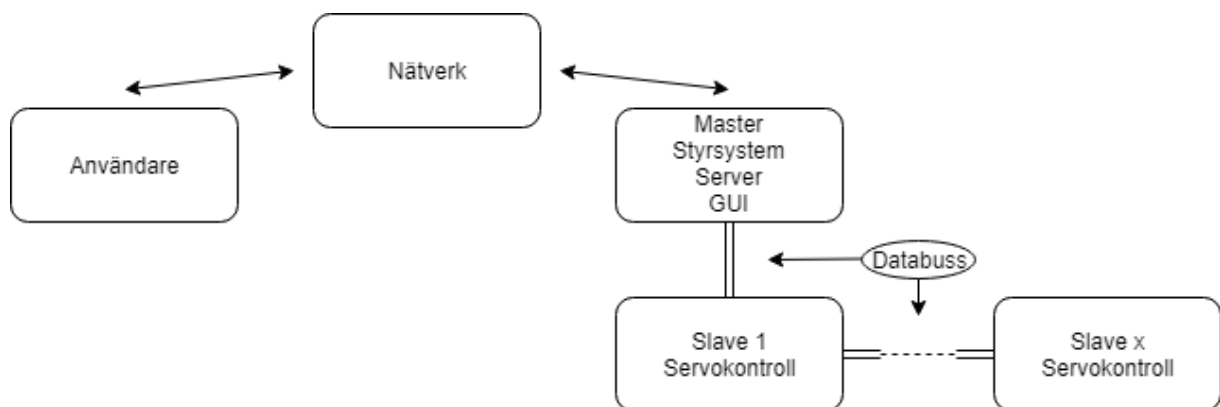 Nätverk
Användare
Master
Styrsystem
Server
GUI
Databuss
Slave 1
Servokontroll
Slave x
Servokontroll